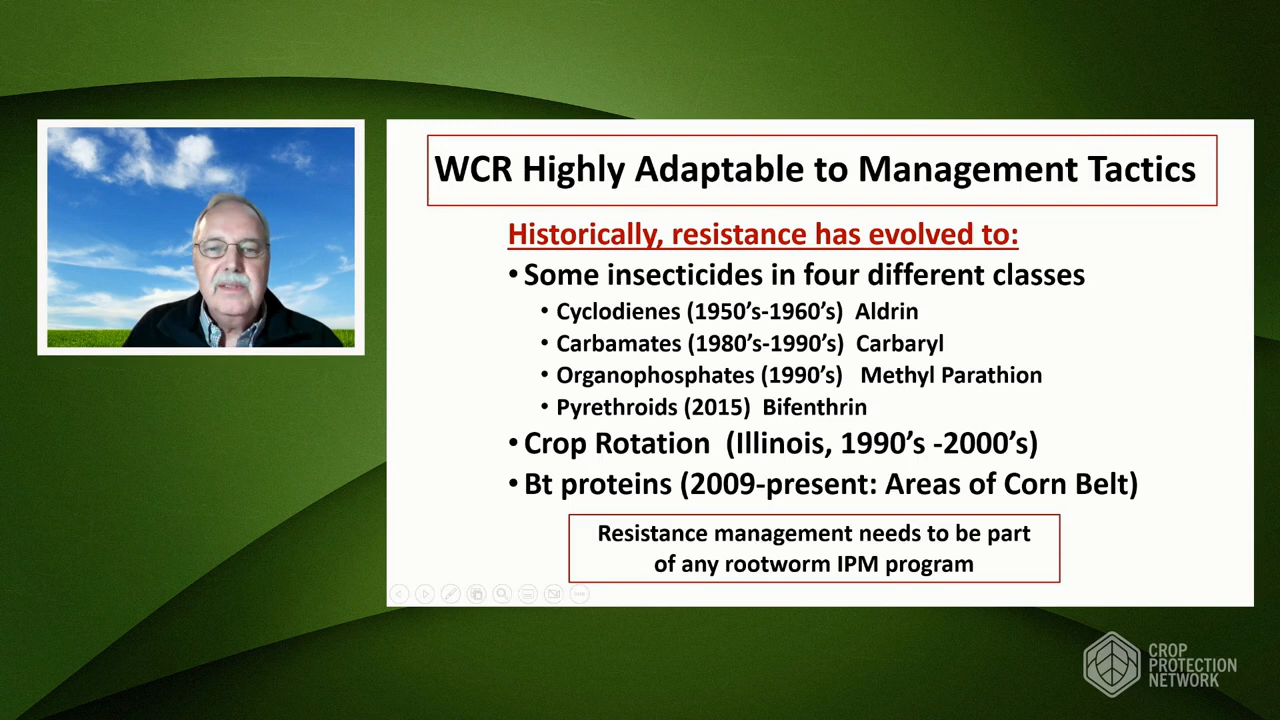 WCR Highly Adaptable to Management Tactics
Historically, resistance has evolved to:
• Some insecticides in four different classes
• Cyclodienes (1950's-1960's) Aldrin
• Carbamates (1980's-1990's) Carbaryl
• Organophosphates (1990's) Methyl Parathion
• Pyrethroids (2015) Bifenthrin
• Crop Rotation (Illinois, 1990's -2000's)
• Bt proteins (2009-present: Areas of Corn Belt)
Resistance management needs to be part
of any rootworm IPM program
CROP
PROTECTION
NETWORK